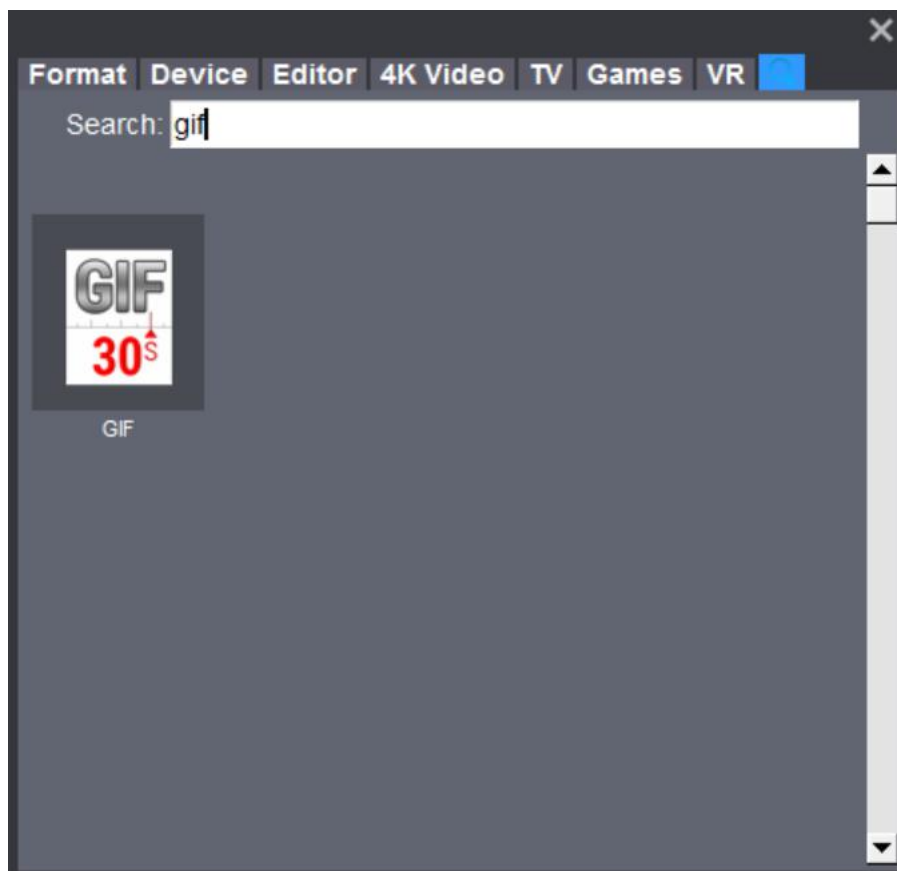 Format Device Editor 4K Video TV Games VR
Search: gif
GIF
30s
GIF